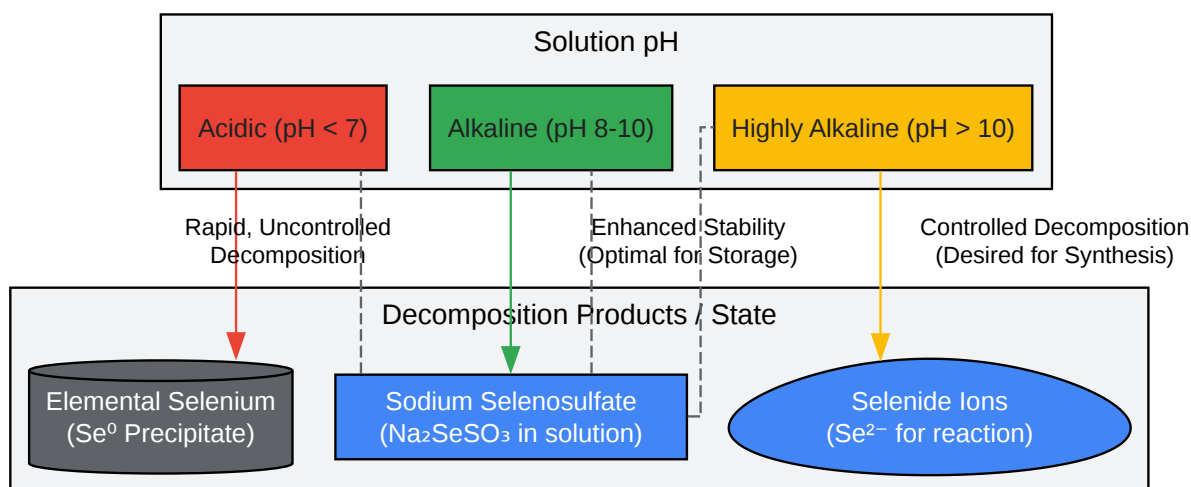 Solution pH
Acidic (pH < 7)
Alkaline (pH 8-10)
Highly Alkaline (pH > 10)
Rapid, Uncontrolled
Decomposition
Enhanced Stability
(Optimal for Storage)
Controlled Decomposition
(Desired for Synthesis)
Decomposition Products / State
Elemental Selenium
(Se⁰ Precipitate)
Sodium Selenosulfate
(Na₂SeSO₃ in solution)
Selenide Ions
(Se²⁻ for reaction)